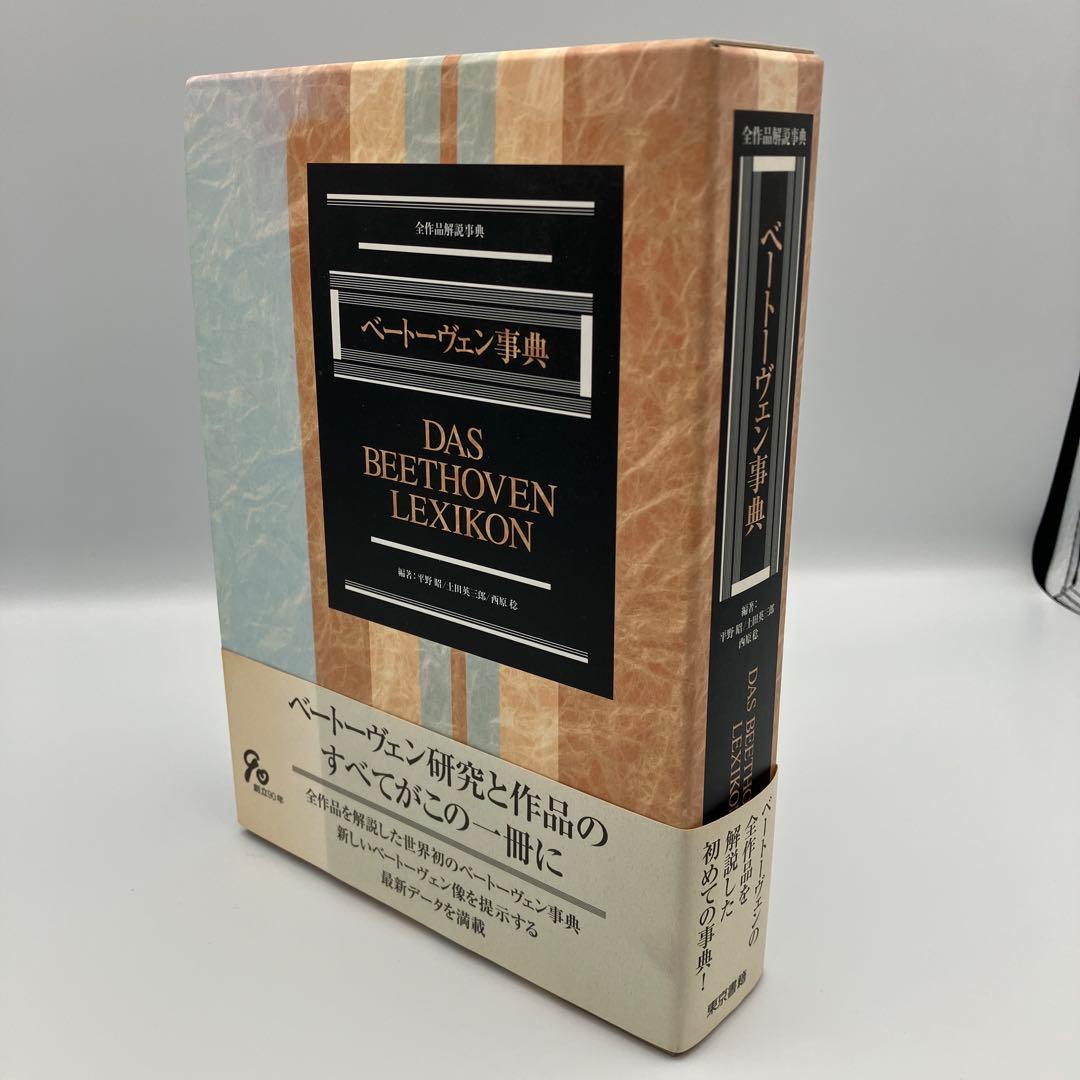 全作品解説事典
ベートーヴェン事典
DAS
BEETHOVEN
LEXIKON
編著:平野 昭/土田英三郎/西原 稔
ベートーヴェン研究と作品の
すべてがこの一冊に
全作品を解説した世界初のベートーヴェン事典
新しいベートーヴェン像を提示する
最新データを満載
90
創立90年
全作品解説事典
ベートーヴェン事典
編著:
平野 昭/土田英三郎
西原 稔
DAS BEETHO
LEXIKO
ベートーヴェンの
全作品を
解説した
初めての事典!
東京書籍